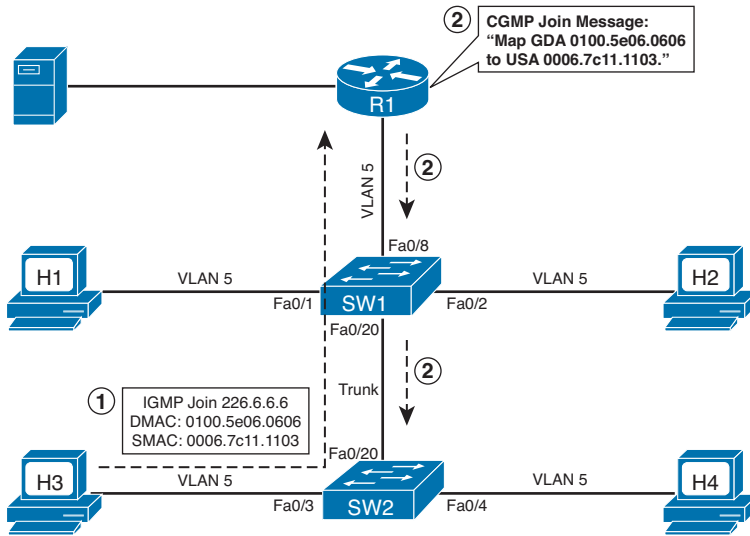 2
CGMP Join Message:
“Map GDA 0100.5e06.0606
to USA 0006.7c11.1103.”
R1
VLAN 5
2
Fa0/8
H1
VLAN 5
VLAN 5
H2
Fa0/1
SW1
Fa0/2
Fa0/20
2
Trunk
1
IGMP Join 226.6.6.6
DMAC: 0100.5e06.0606
SMAC: 0006.7c11.1103
Fa0/20
H3
VLAN 5
VLAN 5
H4
Fa0/3
SW2
Fa0/4